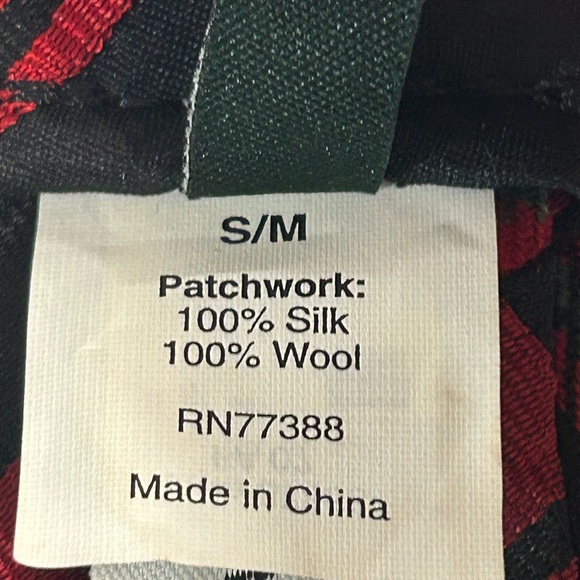 S/M
Patchwork:
100% Silk
100% Wool
RN77388
Made in China